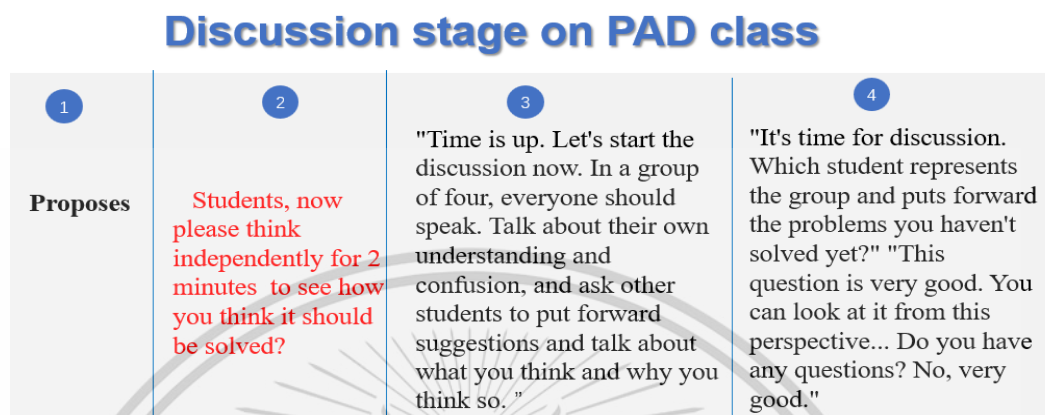 Discussion stage on PAD class
1
Proposes
2
Students, now
please think
independently for 2
minutes to see how
you think it should
be solved?
3
"Time is up. Let's start the
discussion now. In a group
of four, everyone should
speak. Talk about their own
understanding and
confusion, and ask other
students to put forward
suggestions and talk about
what you think and why you
think so. "
4
"It's time for discussion.
Which student represents
the group and puts forward
the problems you haven't
solved yet?" "This
question is very good. You
can look at it from this
perspective... Do you have
any questions? No, very
good."